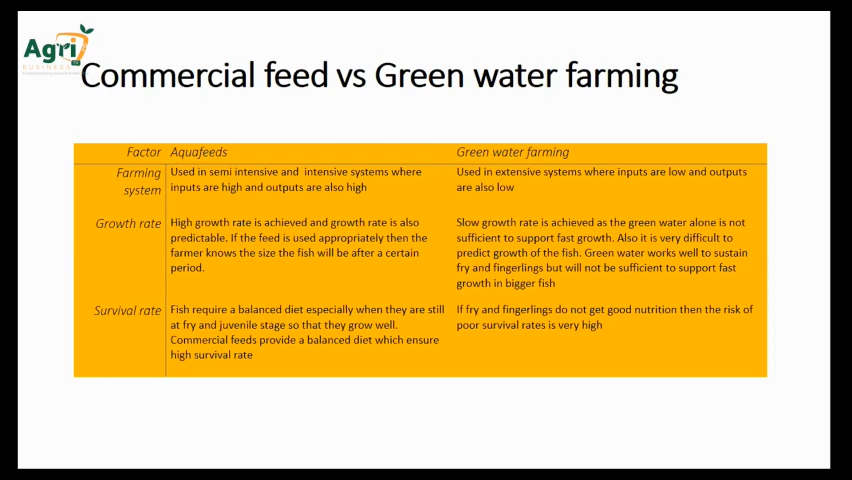 Agri
BUSINESS TV
Commercial feed vs Green water farming
Factor Aquafeeds Green water farming
Farming system
Used in semi intensive and intensive systems where
inputs are high and outputs are also high
Used in extensive systems where inputs are low and outputs
are also low
Growth rate
High growth rate is achieved and growth rate is also
predictable. If the feed is used appropriately then the
farmer knows the size the fish will be after a certain
period.
Slow growth rate is achieved as the green water alone is not
sufficient to support fast growth. Also it is very difficult to
predict growth of the fish. Green water works well to sustain
fry and fingerlings but will not be sufficient to support fast
growth in bigger fish
Survival rate
Fish require a balanced diet especially when they are still
at fry and juvenile stage so that they grow well.
Commercial feeds provide a balanced diet which ensure
high survival rate
If fry and fingerlings do not get good nutrition then the risk of
poor survival rates is very high